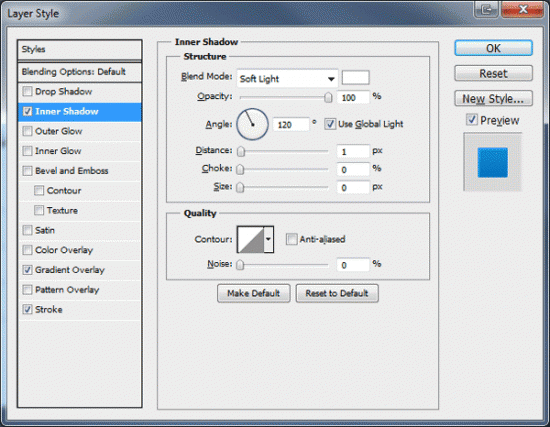 Layer Style
Styles
Blending Options: Default
Drop Shadow
Inner Shadow
Outer Glow
Inner Glow
Bevel and Emboss
Contour
Texture
Satin
Color Overlay
Gradient Overlay
Pattern Overlay
Stroke
Inner Shadow
Structure
Blend Mode: Soft Light
Opacity: 100 %
Angle: 120 ° Use Global Light
Distance: 1 px
Choke: 0 %
Size: 0 px
Quality
Contour: Anti-aliased
Noise: 0 %
Make Default Reset to Default
OK
Reset
New Style...
Preview